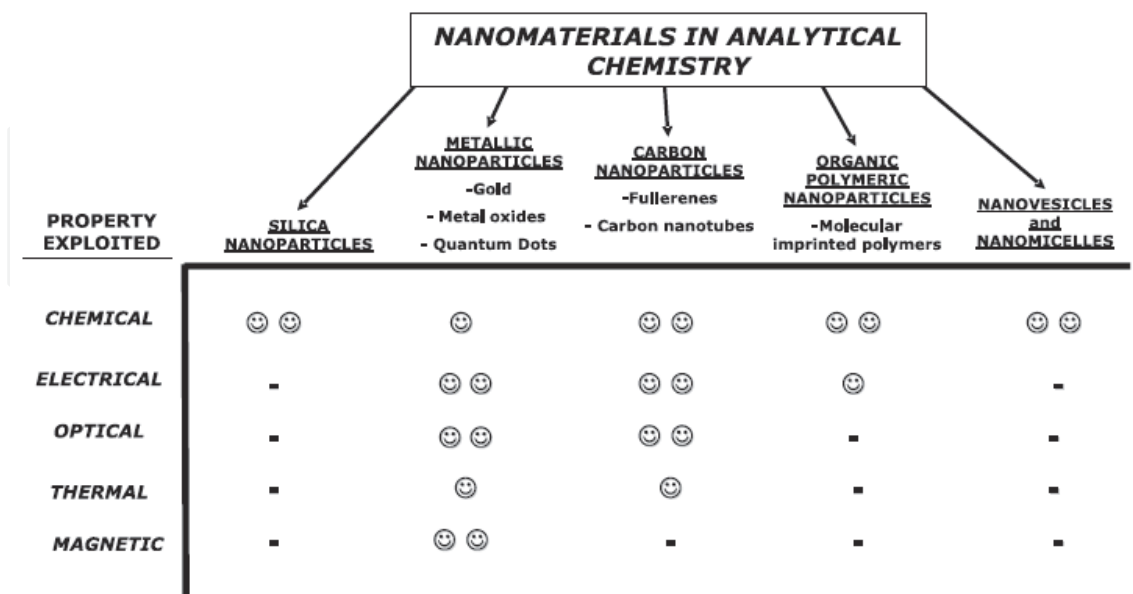 NANOMATERIALS IN ANALYTICAL
CHEMISTRY
PROPERTY
EXPLOITED
SILICA
NANOPARTICLES
METALLIC
NANOPARTICLES
-Gold
- Metal oxides
- Quantum Dots
CARBON
NANOPARTICLES
-Fullerenes
- Carbon nanotubes
ORGANIC
POLYMERIC
NANOPARTICLES
-Molecular
imprinted polymers
NANOVESICLES
and
NANOMICELLES
CHEMICAL ☺ ☺ ☺ ☺ ☺ ☺ ☺ ☺ ☺
ELECTRICAL - ☺ ☺ ☺ ☺ ☺ -
OPTICAL - ☺ ☺ ☺ ☺ - -
THERMAL - ☺ ☺ - -
MAGNETIC - ☺ ☺ - - -